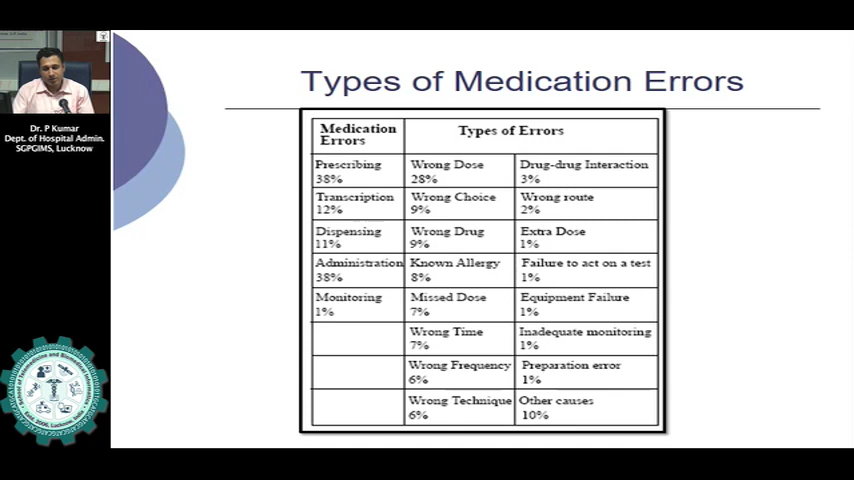 Types of Medication Errors
Dr. P Kumar
Dept. of Hospital Admin.
SGPGIMS, Lucknow
Medication Errors
Types of Errors
Prescribing 38%
Wrong Dose 28%
Drug-drug Interaction 3%
Transcription 12%
Wrong Choice 9%
Wrong route 2%
Dispensing 11%
Wrong Drug 9%
Extra Dose 1%
Administration 38%
Known Allergy 8%
Failure to act on a test 1%
Monitoring 1%
Missed Dose 7%
Equipment Failure 1%
Wrong Time 7%
Inadequate monitoring 1%
Wrong Frequency 6%
Preparation error 1%
Wrong Technique 6%
Other causes 10%